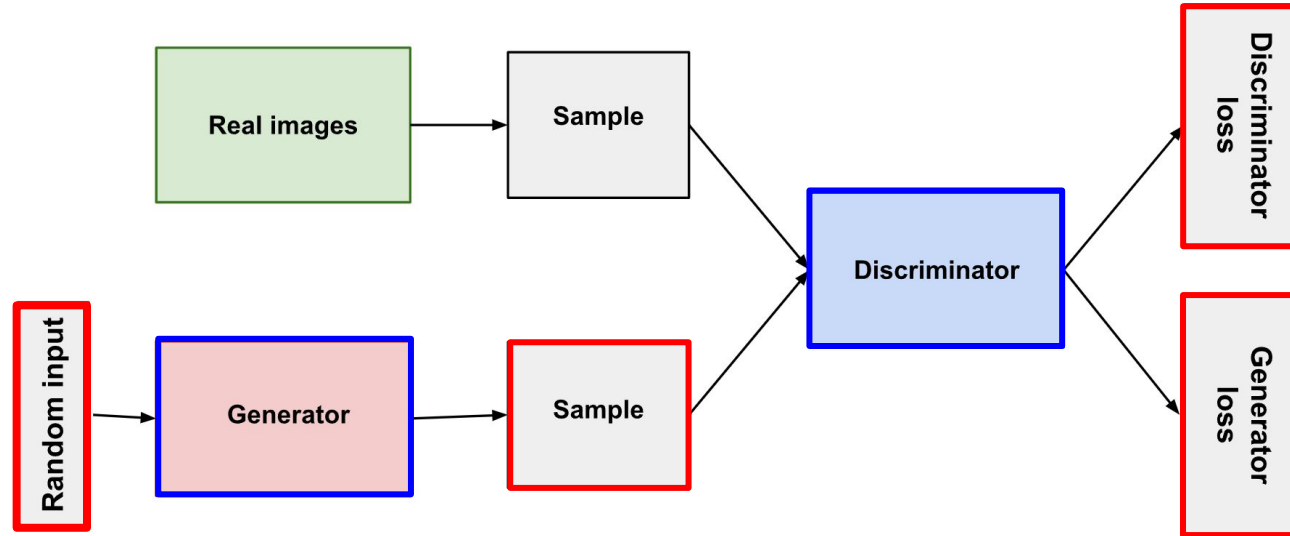 Real images
Sample
Discriminator
loss
Discriminator
Random input
Generator
Sample
Generator
loss